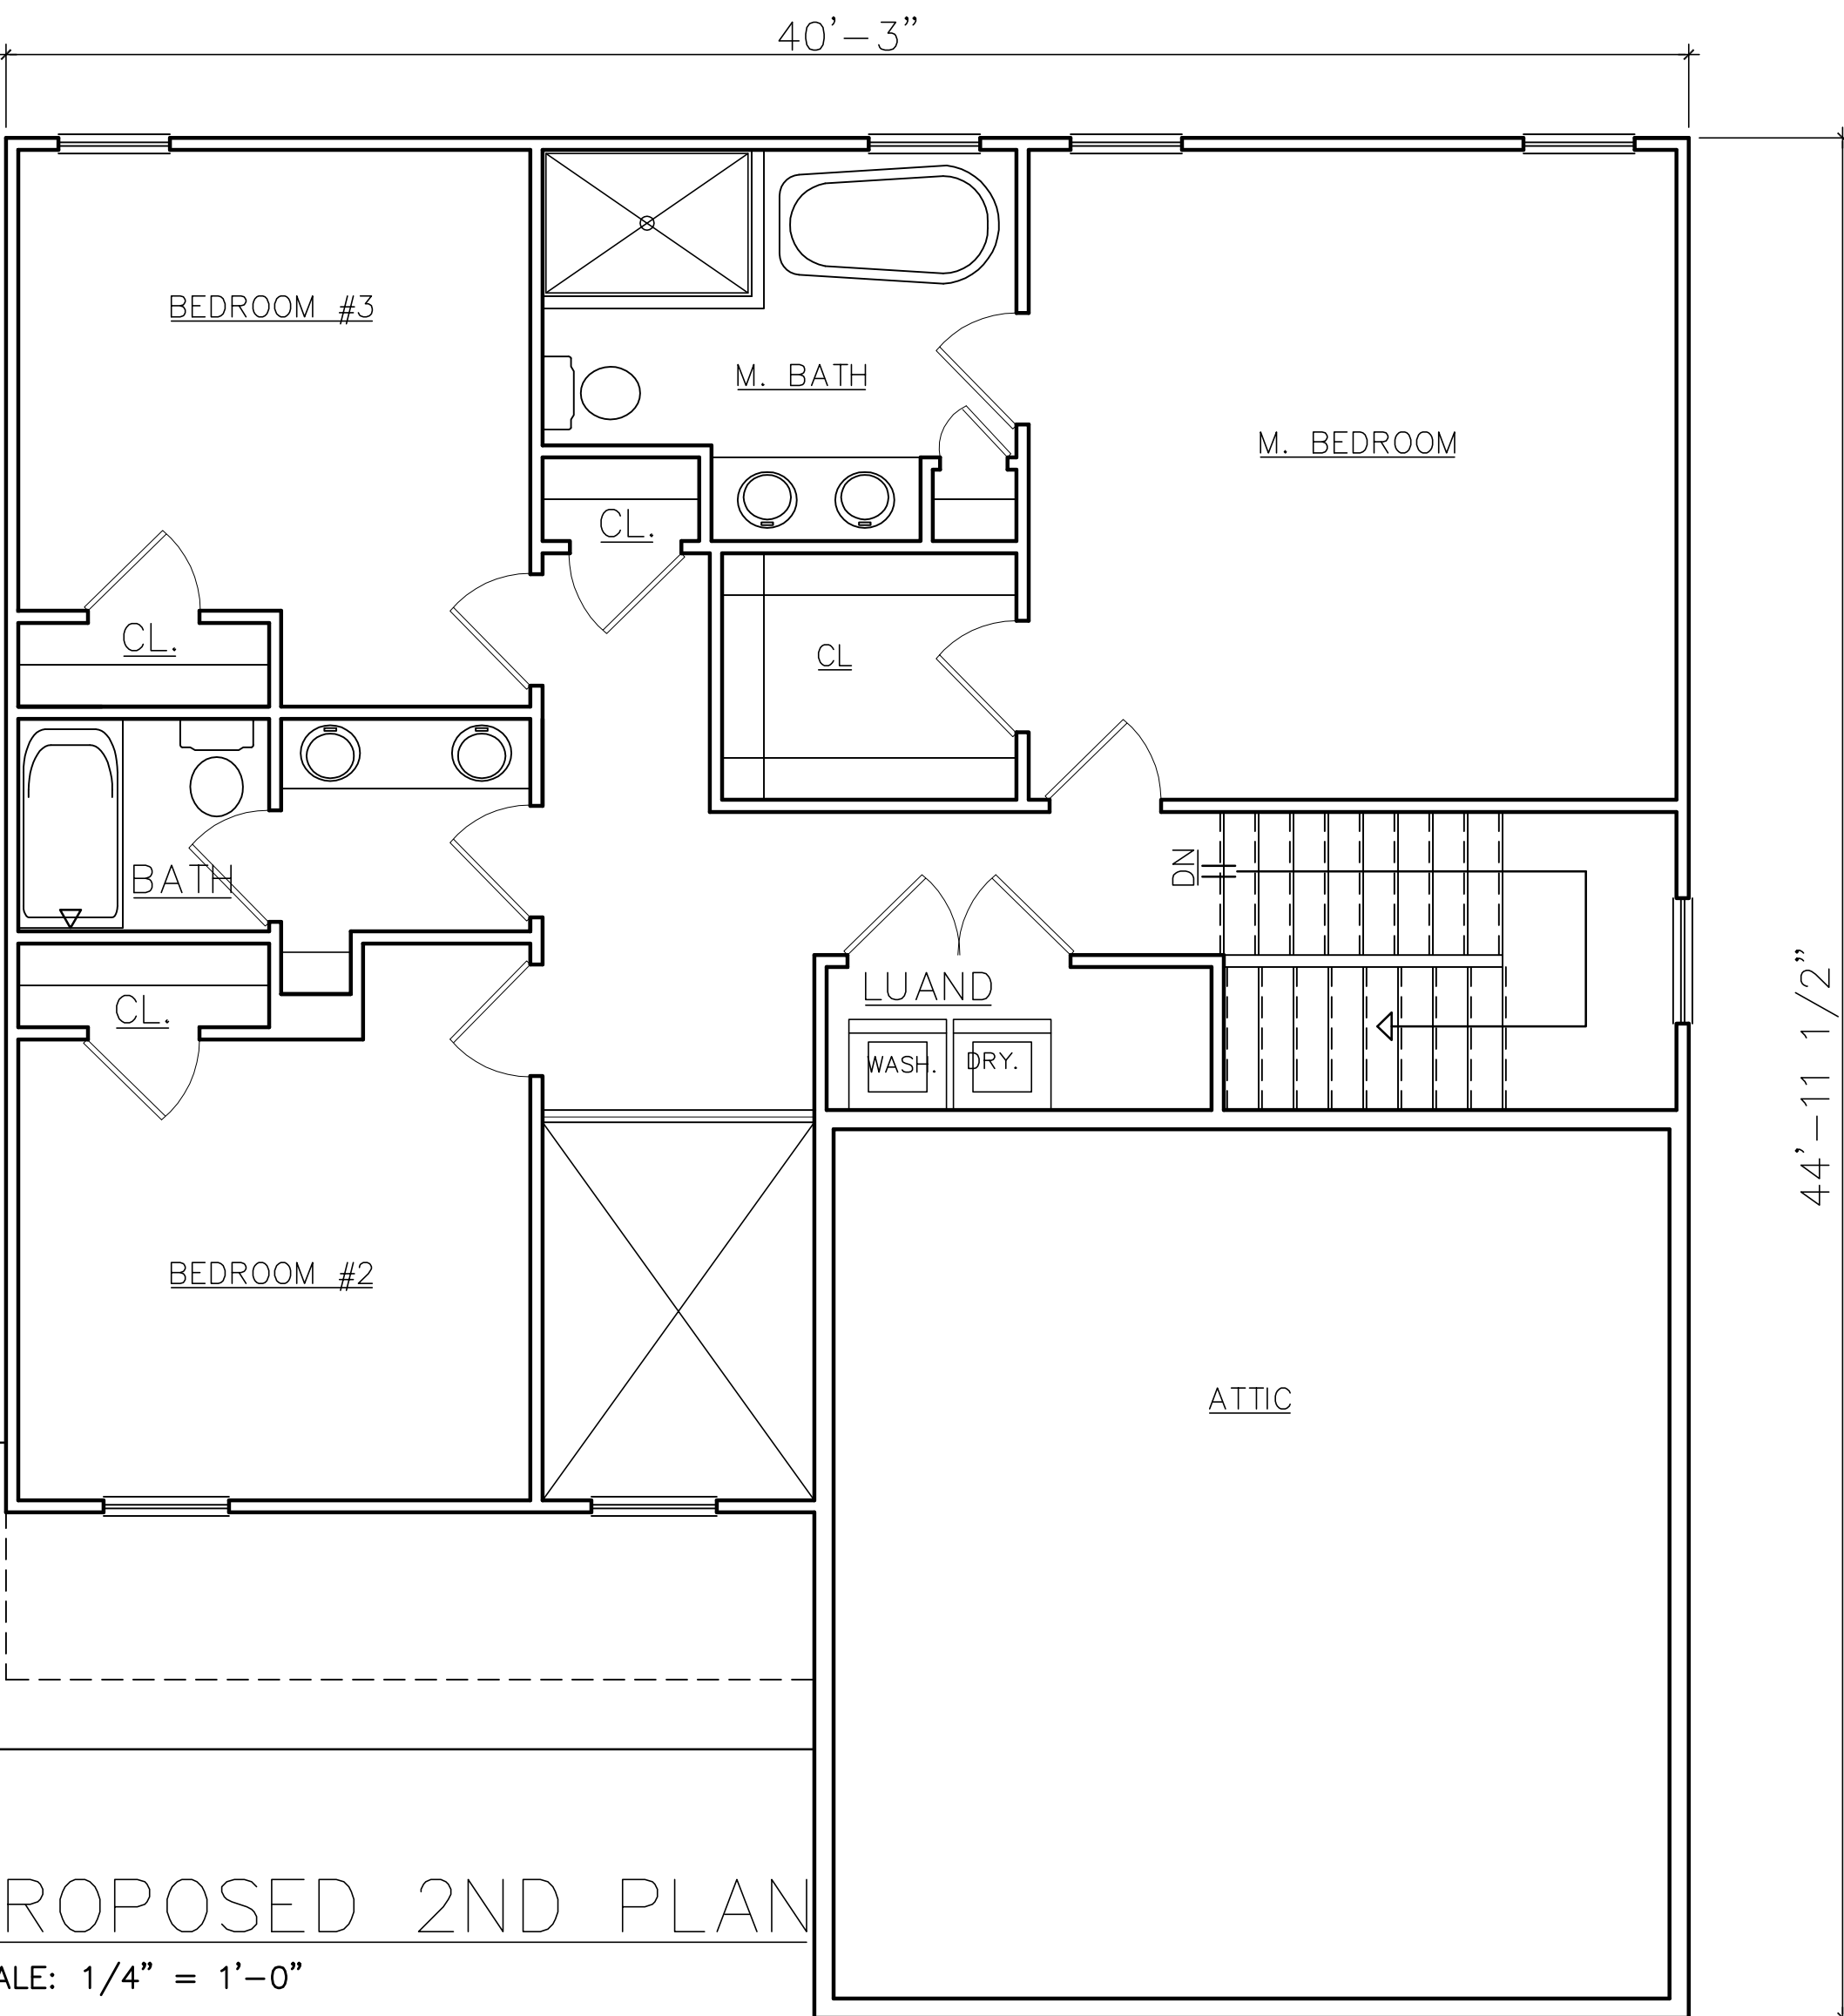 40'-3"
BEDROOM #3
M. BATH
M. BEDROOM
CL.
CL.
CL
BATH
DN
LUAND
CL.
WASH.
DRY.
44'-11 1/2"
BEDROOM #2
ATTIC
ROPOSED 2ND PLAN
ALE: 1/4" = 1'-0"